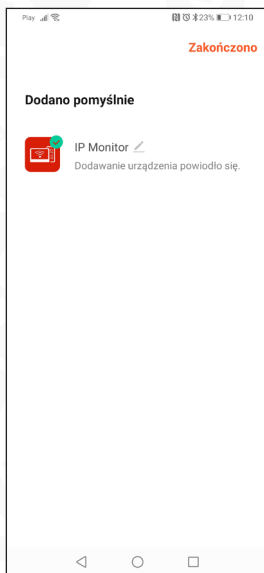 Play 23% 12:10
Zakończono
Dodano pomyślnie
IP Monitor
Dodawanie urządzenia powiodło się.